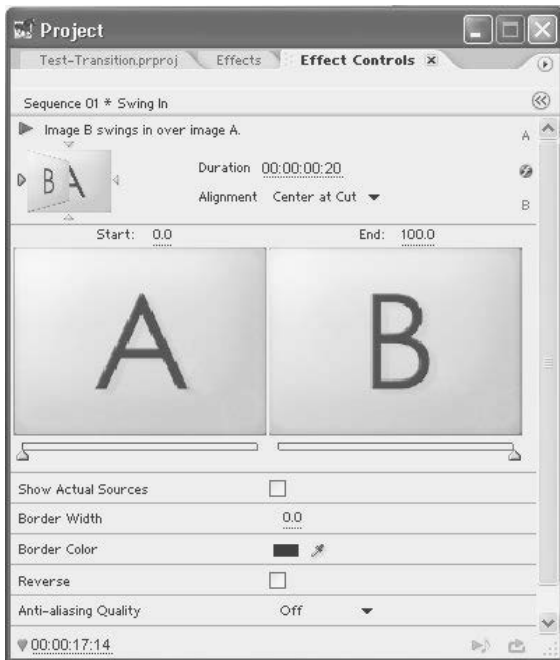 Project
Test-Transition.prproj Effects Effect Controls x
Sequence 01 * Swing In
Image B swings in over image A.
A
B A
Duration 00:00:00:20
Alignment Center at Cut
B
Start: 0.0 End: 100.0
A B
Show Actual Sources
Border Width 0.0
Border Color
Reverse
Anti-aliasing Quality Off
00:00:17:14